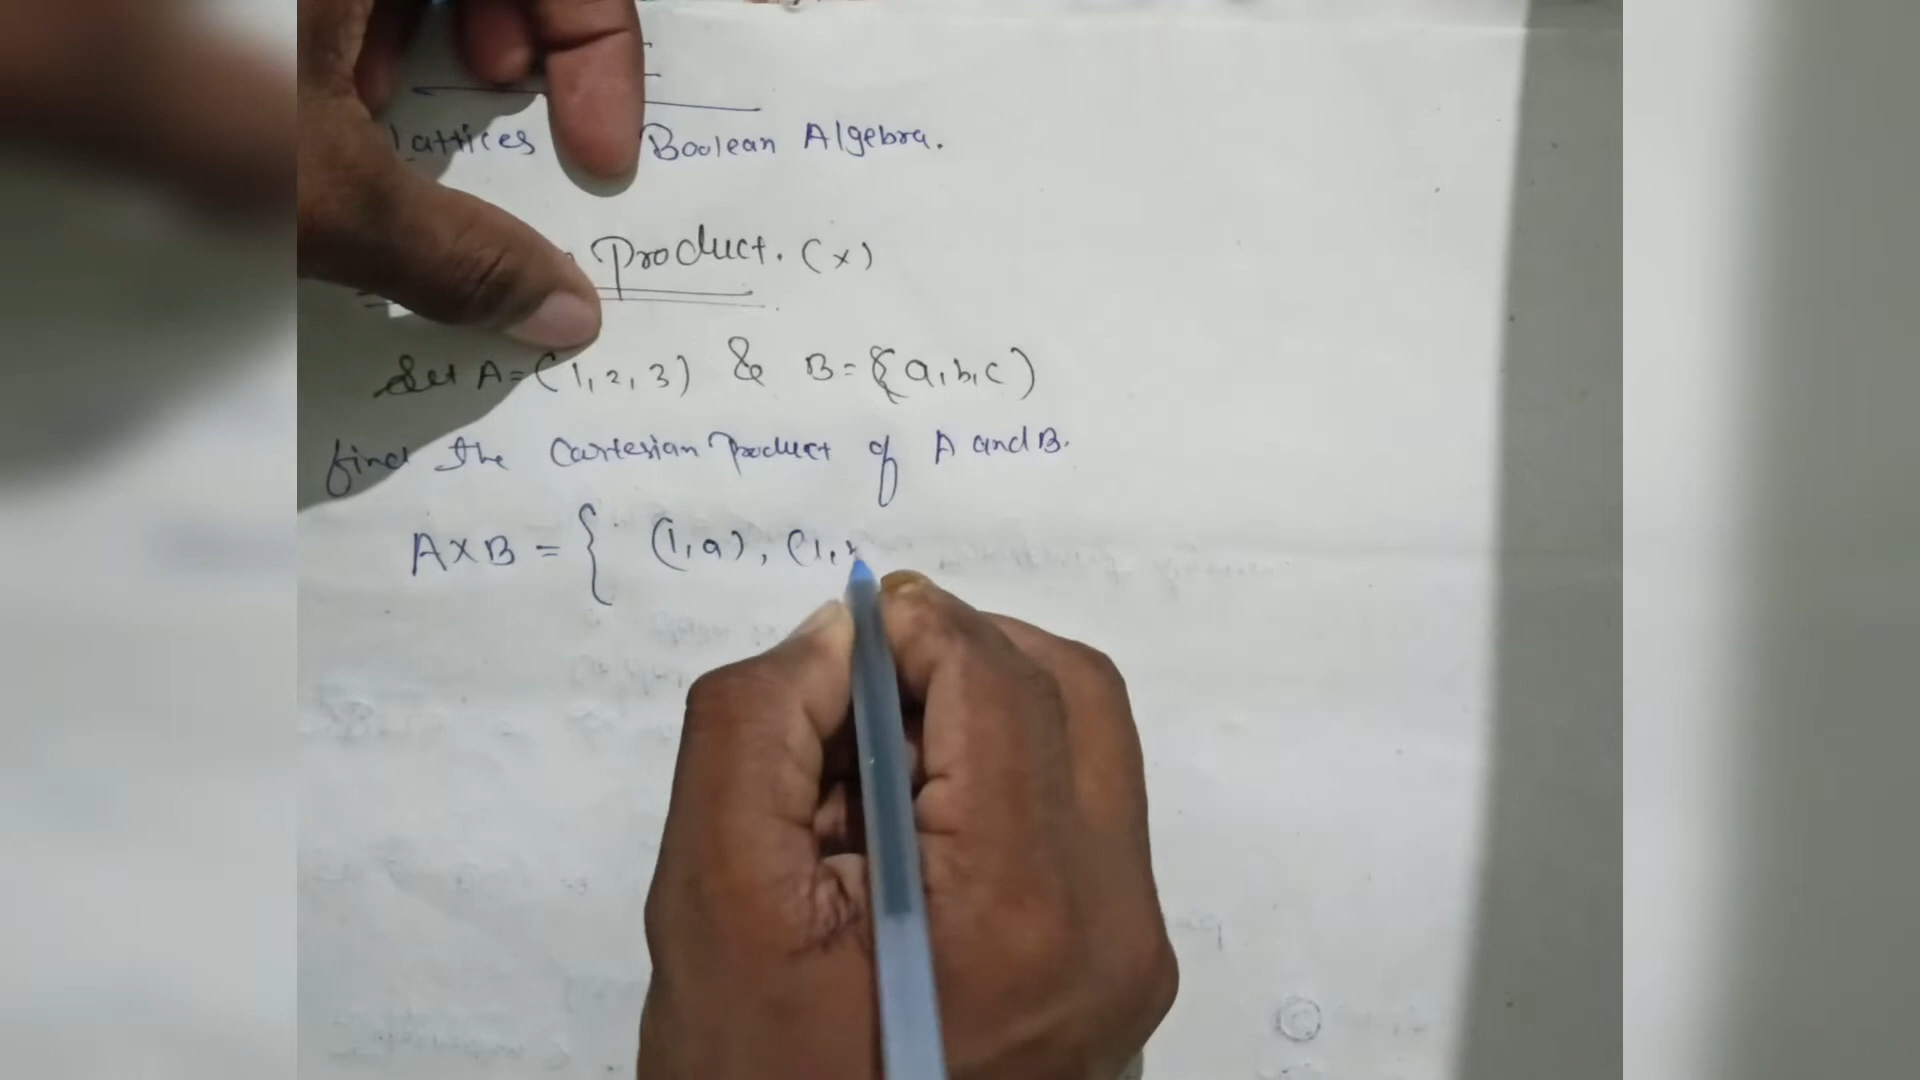 Lattices Boolean Algebra.
Product. (x)
Set A = (1, 2, 3) & B = {a, b, c)
find the Cartesian Product of A and B.
A X B = { (1, a), (1,